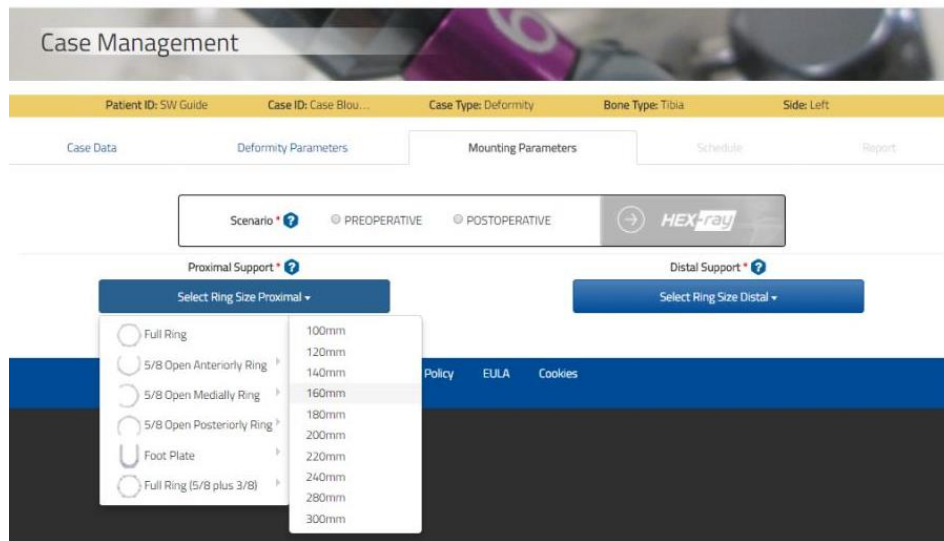 Case Management
Patient ID: SW Guide Case ID: Case Blou... Case Type: Deformity Bone Type: Tibia Side: Left
Case Data Deformity Parameters Mounting Parameters Schedule Report
Scenario * ? PREOPERATIVE POSTOPERATIVE HEX-ray
Proximal Support * ? Distal Support * ?
Select Ring Size Proximal Select Ring Size Distal
Full Ring
5/8 Open Anteriorly Ring
5/8 Open Medially Ring
5/8 Open Posteriorly Ring
Foot Plate
Full Ring (5/8 plus 3/8)
100mm
120mm
140mm
160mm
180mm
200mm
220mm
240mm
280mm
300mm
Policy EULA Cookies
6